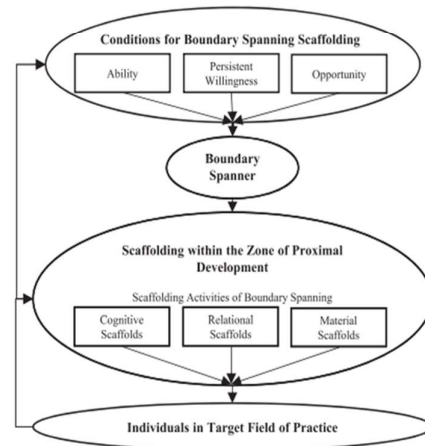 Conditions for Boundary Spanning Scaffolding
Ability
Persistent
Willingness
Opportunity
Boundary
Spanner
Scaffolding within the Zone of Proximal
Development
Scaffolding Activities of Boundary Spanning
Cognitive
Scaffolds
Relational
Scaffolds
Material
Scaffolds
Individuals in Target Field of Practice